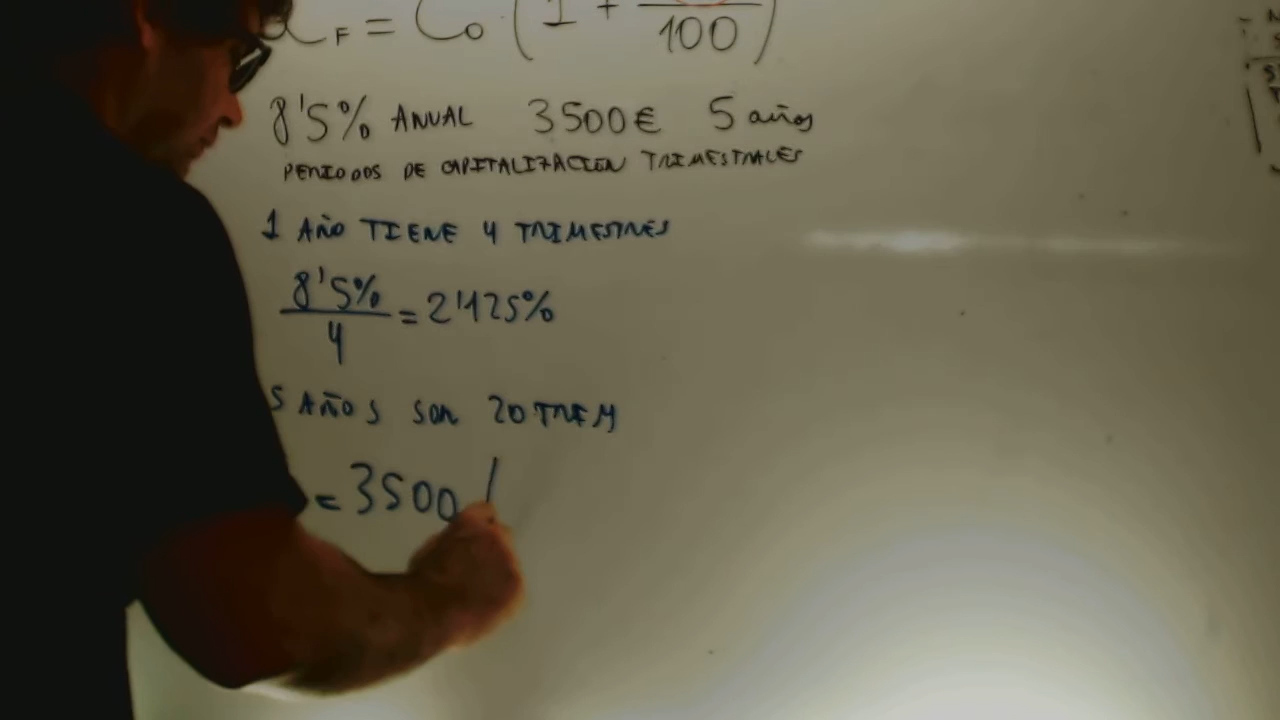 C_F = C_0 (1 + /100)
8'5% ANUAL 3500€ 5 años
PERIODOS DE CAPITALIZACION TRIMESTRALES
1 AÑO TIENE 4 TRIMESTRES
8'5%/4 = 2'125%
5 AÑOS SON 20 TRIM
= 3500 (